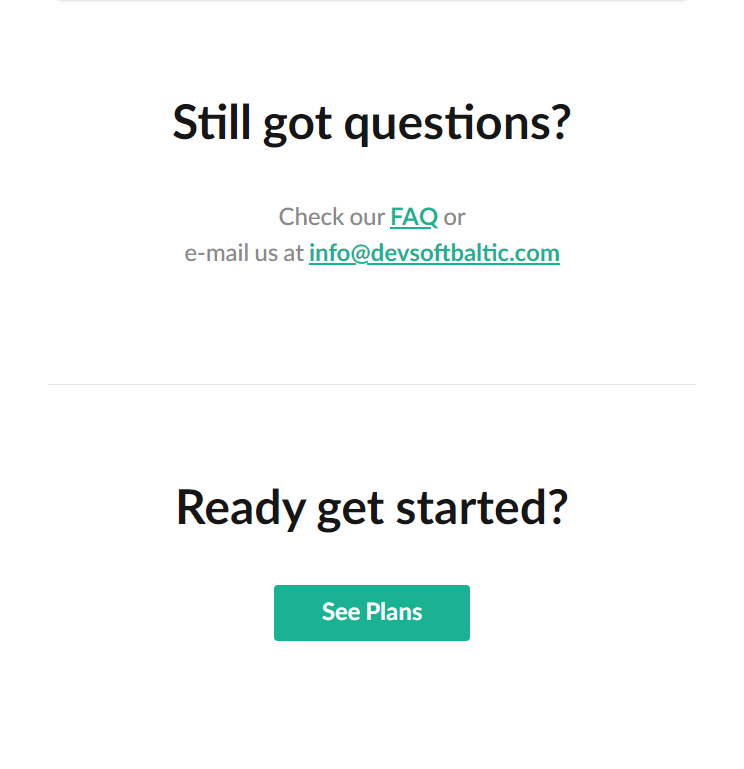 Still got questions?
Check our FAQ or
e-mail us at info@devsoftbaltic.com
Ready get started?
See Plans